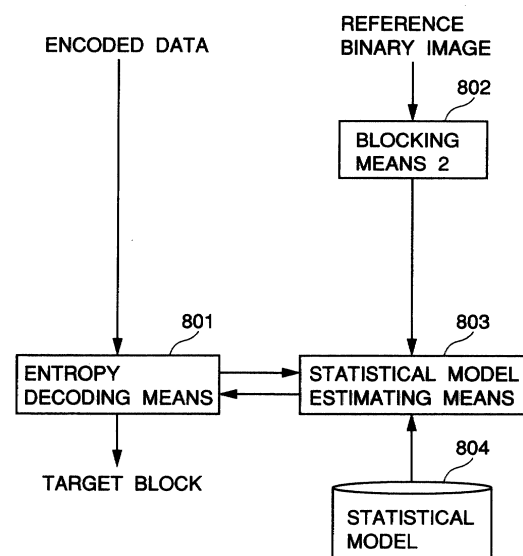 ENCODED DATA
REFERENCE
BINARY IMAGE
802
BLOCKING
MEANS 2
801
ENTROPY
DECODING MEANS
803
STATISTICAL MODEL
ESTIMATING MEANS
TARGET BLOCK
804
STATISTICAL
MODEL